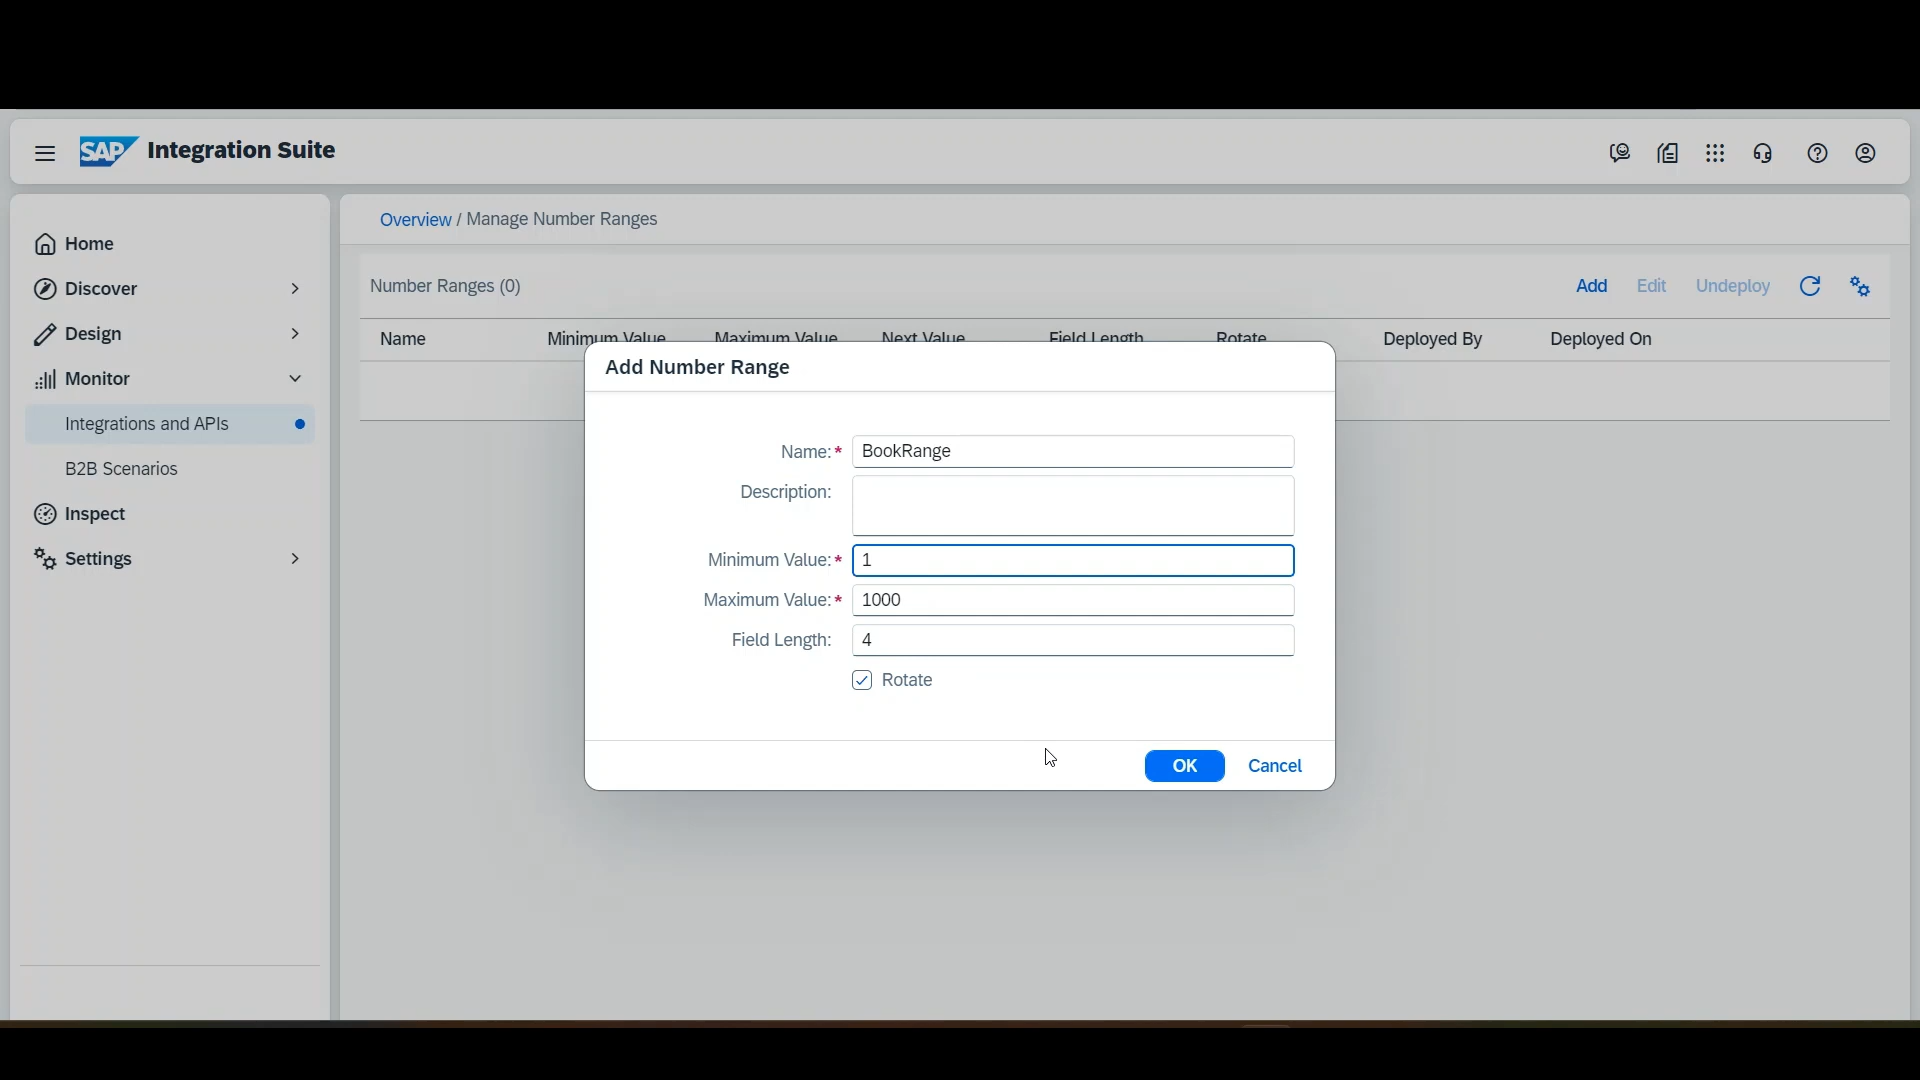 SAP Integration Suite
Overview / Manage Number Ranges
Home
Discover
Design
Monitor
Integrations and APIs
B2B Scenarios
Inspect
Settings
Number Ranges (0)
Add Edit Undeploy
Name Minimum Value Maximum Value Next Value Field Length Rotate Deployed By Deployed On
Add Number Range
Name:* BookRange
Description:
Minimum Value:* 1
Maximum Value:* 1000
Field Length: 4
Rotate
OK Cancel